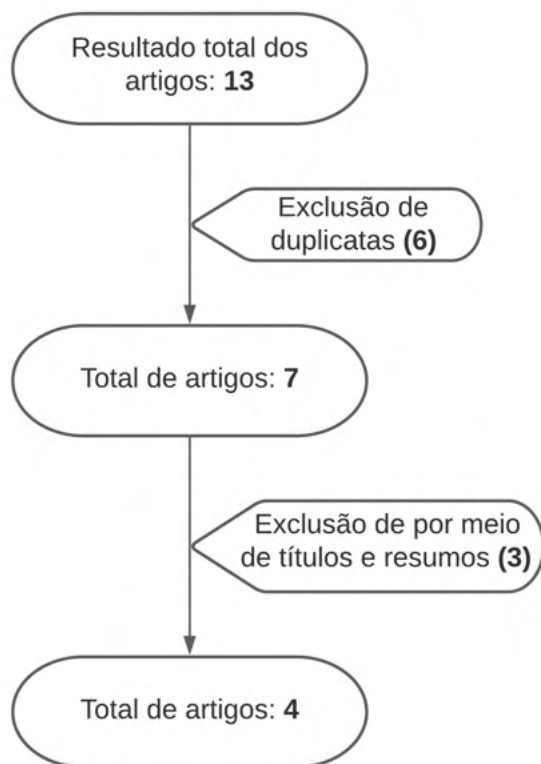 Resultado total dos
artigos: 13
Exclusão de
duplicatas (6)
Total de artigos: 7
Exclusão de por meio
de títulos e resumos (3)
Total de artigos: 4